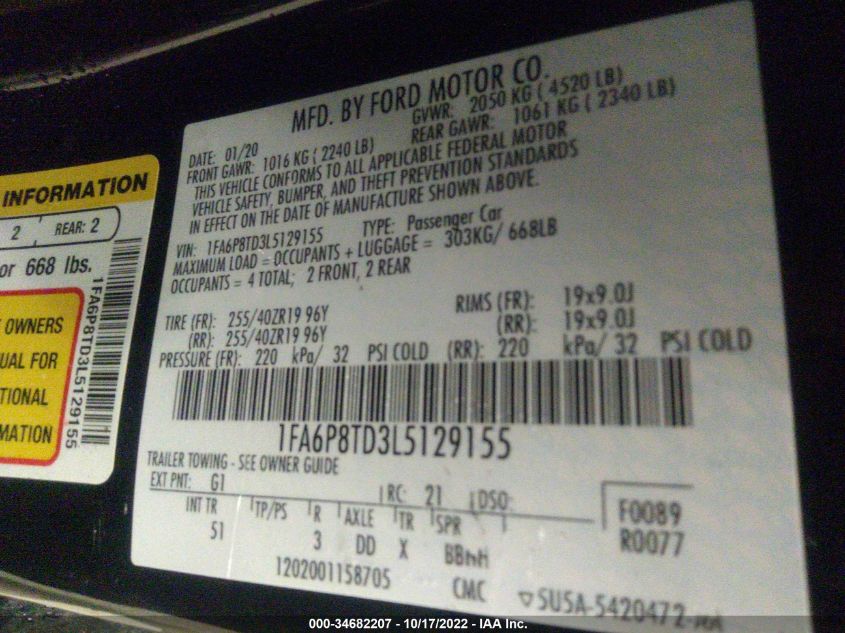 MFD. BY FORD MOTOR CO.
DATE: 01/20 GVWR: 2050 KG ( 4520 LB)
FRONT GAWR: 1016 KG ( 2240 LB) REAR GAWR: 1061 KG ( 2340 LB)
THIS VEHICLE CONFORMS TO ALL APPLICABLE FEDERAL MOTOR
VEHICLE SAFETY, BUMPER, AND THEFT PREVENTION STANDARDS
IN EFFECT ON THE DATE OF MANUFACTURE SHOWN ABOVE.
VIN: 1FA6P8TD3L5129155 TYPE: Passenger Car
MAXIMUM LOAD = OCCUPANTS + LUGGAGE = 303KG/ 668LB
OCCUPANTS = 4 TOTAL; 2 FRONT, 2 REAR
TIRE (FR): 255/40ZR19 96Y RIMS (FR): 19x9.0J
(RR): 255/40ZR19 96Y (RR): 19x9.0J
PRESSURE (FR): 220 kPa/ 32 PSI COLD (RR): 220 kPa/ 32 PSI COLD
1FA6P8TD3L5129155
TRAILER TOWING - SEE OWNER GUIDE
EXT PNT: G1 RC: 21 DSO:
INT TR TP/PS R AXLE TR SPR F0089
51 3 DD X BBHH R0077
1202001158705 CMC ▽SU5A-5420472-
INFORMATION
2 REAR: 2
or 668 lbs.
OWNERS
UAL FOR
TIONAL
MATION
1FA6P8TD3L5129155
000-34682207 - 10/17/2022 - IAA Inc.